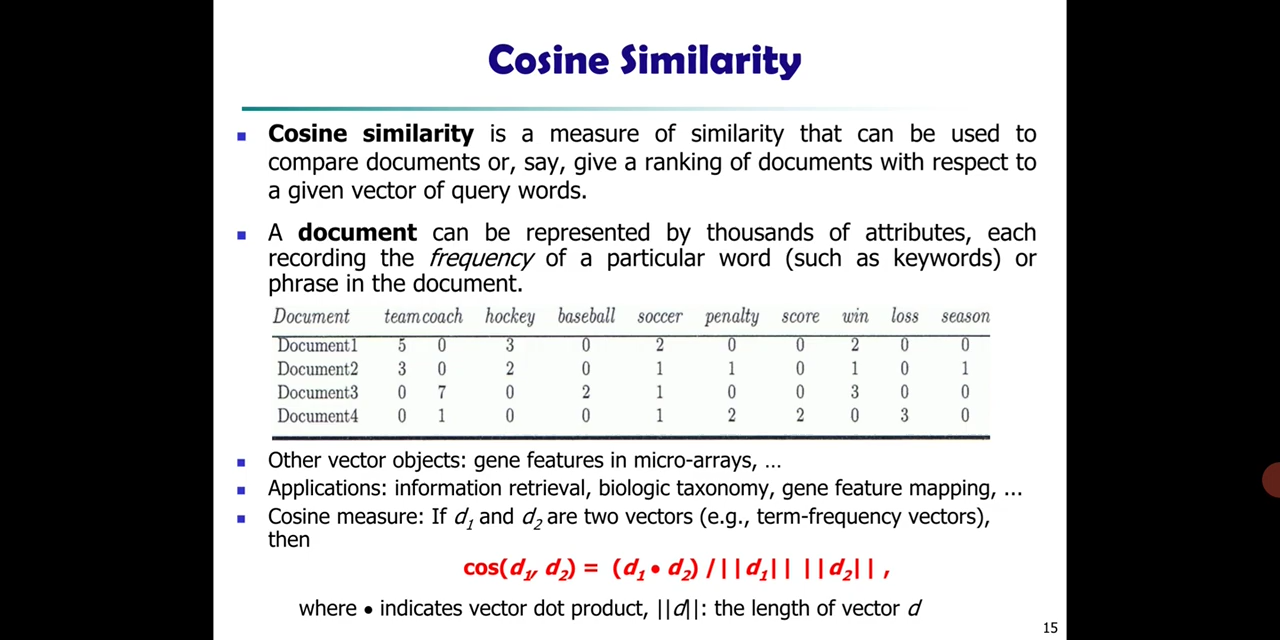 Cosine Similarity
▪ Cosine similarity is a measure of similarity that can be used to
compare documents or, say, give a ranking of documents with respect to
a given vector of query words.
▪ A document can be represented by thousands of attributes, each
recording the frequency of a particular word (such as keywords) or
phrase in the document.
Document team coach hockey baseball soccer penalty score win loss season
Document1 5 0 3 0 2 0 0 2 0 0
Document2 3 0 2 0 1 1 0 1 0 1
Document3 0 7 0 2 1 0 0 3 0 0
Document4 0 1 0 0 1 2 2 0 3 0
▪ Other vector objects: gene features in micro-arrays, ...
▪ Applications: information retrieval, biologic taxonomy, gene feature mapping, ...
▪ Cosine measure: If d1 and d2 are two vectors (e.g., term-frequency vectors),
then
cos(d1, d2) = (d1 • d2) /||d1|| ||d2|| ,
where • indicates vector dot product, ||d||: the length of vector d
15